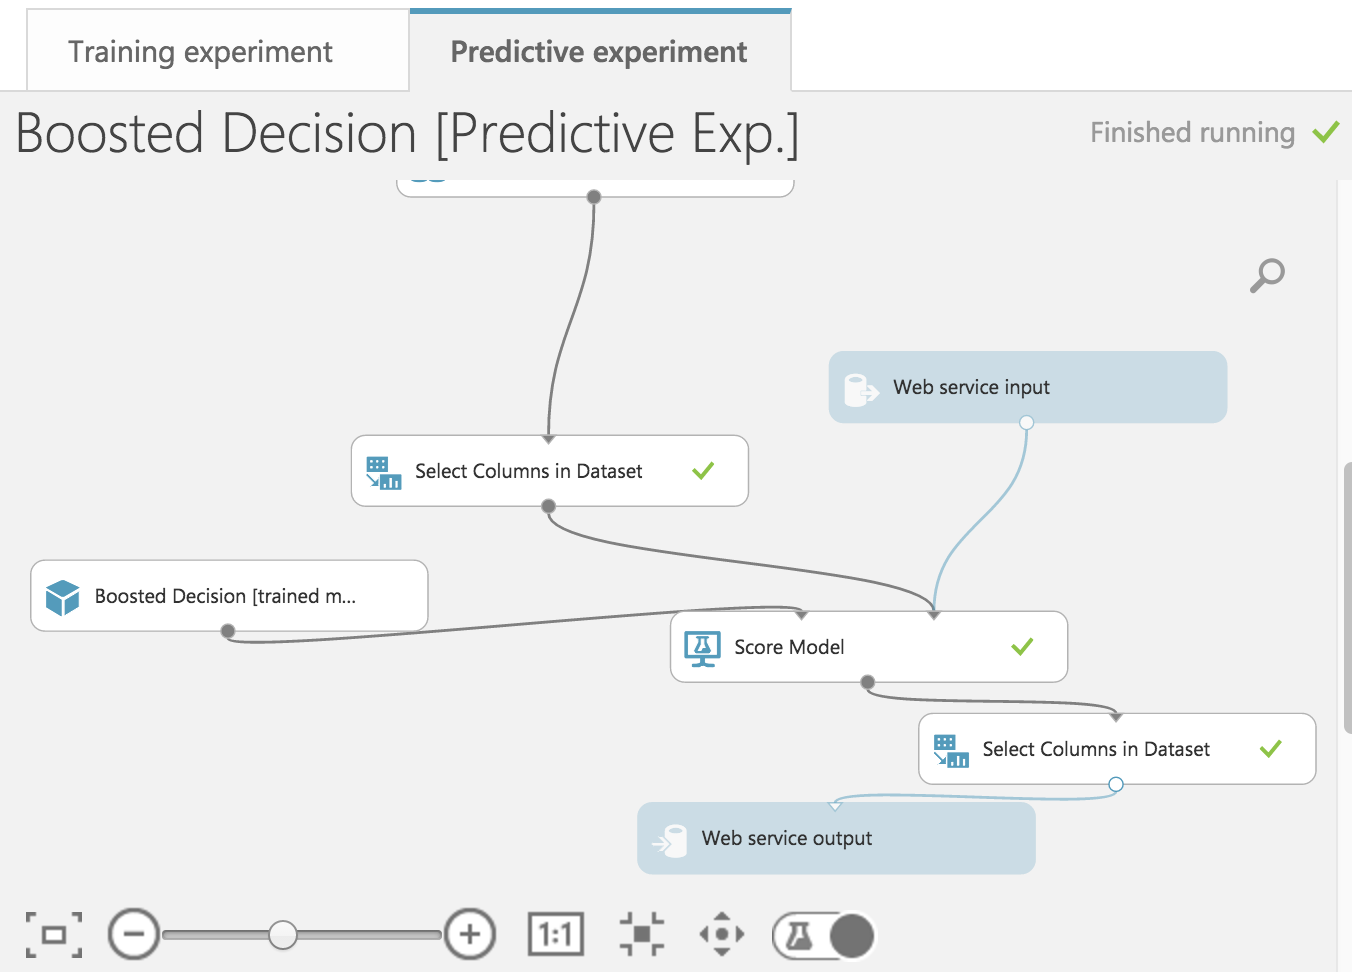 Training experiment
Predictive experiment
Boosted Decision [Predictive Exp.]
Finished running
Web service input
Select Columns in Dataset
Boosted Decision [trained m...
Score Model
Select Columns in Dataset
Web service output
1:1